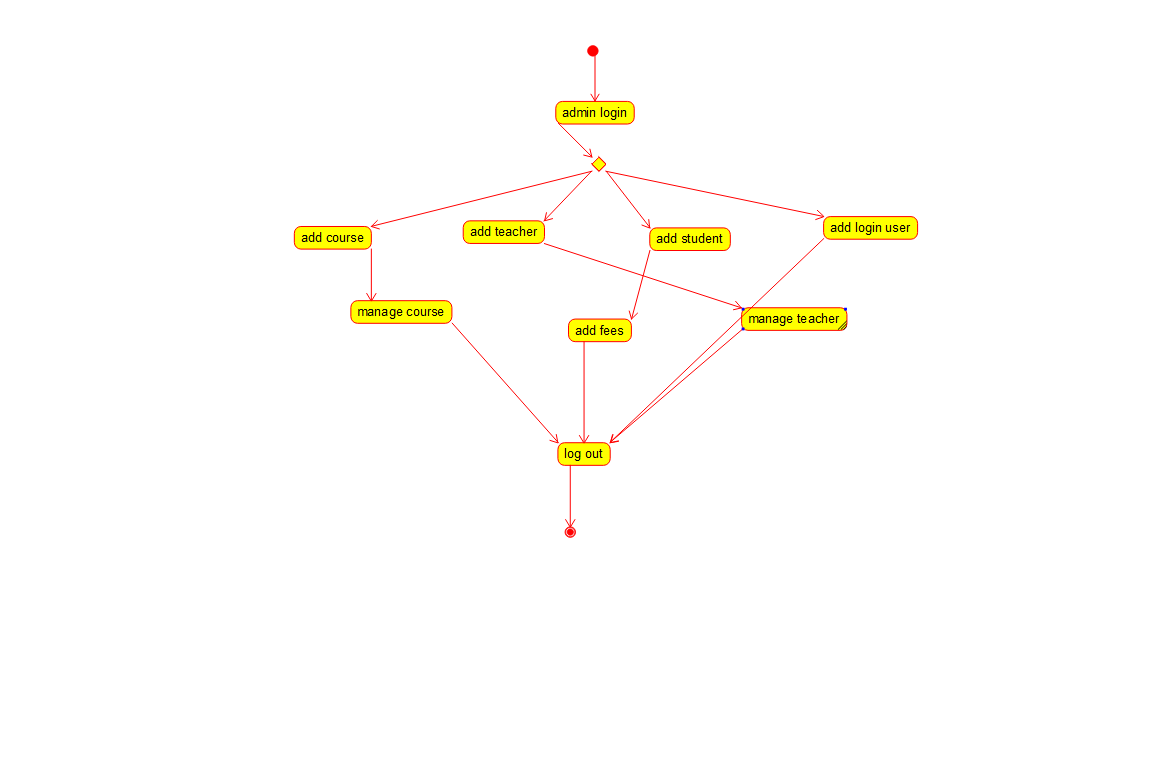 admin login
add course
add teacher
add student
add login user
manage course
add fees
manage teacher
log out